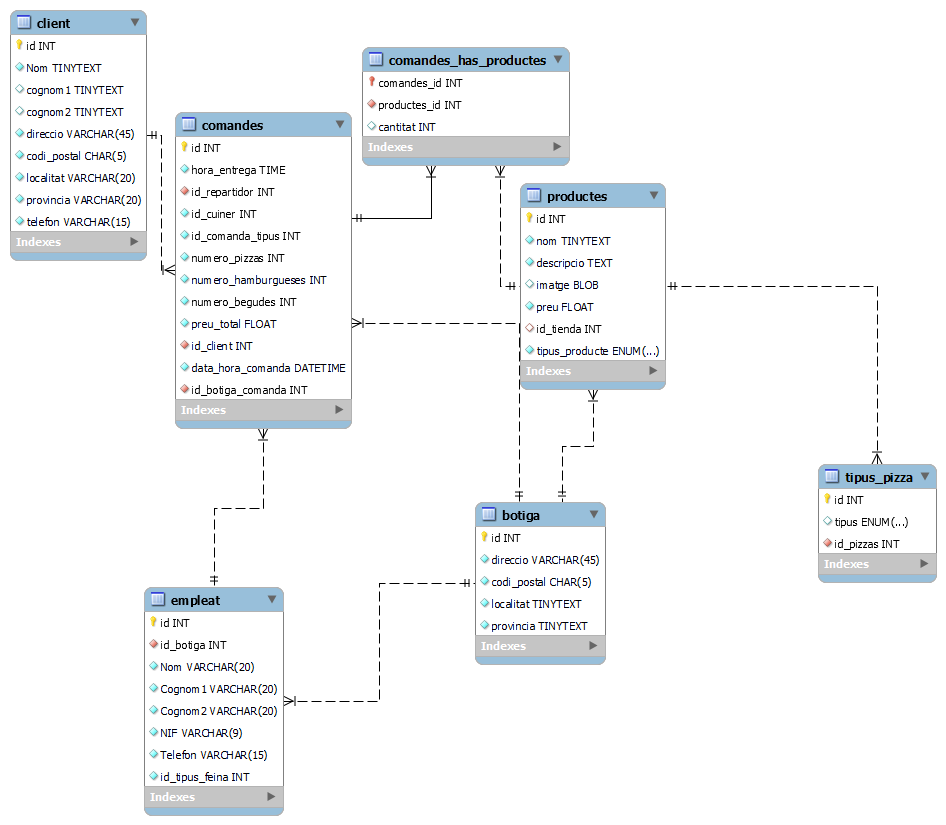 client
id INT
Nom TINYTEXT
cognom1 TINYTEXT
cognom2 TINYTEXT
direccio VARCHAR(45)
codi_postal CHAR(5)
localitat VARCHAR(20)
provincia VARCHAR(20)
telefon VARCHAR(15)
Indexes
comandes
id INT
hora_entrega TIME
id_repartidor INT
id_cuiner INT
id_comanda_tipus INT
numero_pizzas INT
numero_hamburgueses INT
numero_begudes INT
preu_total FLOAT
id_client INT
data_hora_comanda DATETIME
id_botiga_comanda INT
Indexes
comandes_has_productes
comandes_id INT
productes_id INT
cantitat INT
Indexes
productes
id INT
nom TINYTEXT
descripcio TEXT
imatge BLOB
preu FLOAT
id_tienda INT
tipus_producte ENUM(...)
Indexes
tipus_pizza
id INT
tipus ENUM(...)
id_pizzas INT
Indexes
botiga
id INT
direccio VARCHAR(45)
codi_postal CHAR(5)
localitat TINYTEXT
provincia TINYTEXT
Indexes
empleat
id INT
id_botiga INT
Nom VARCHAR(20)
Cognom1 VARCHAR(20)
Cognom2 VARCHAR(20)
NIF VARCHAR(9)
Telefon VARCHAR(15)
id_tipus_feina INT
Indexes